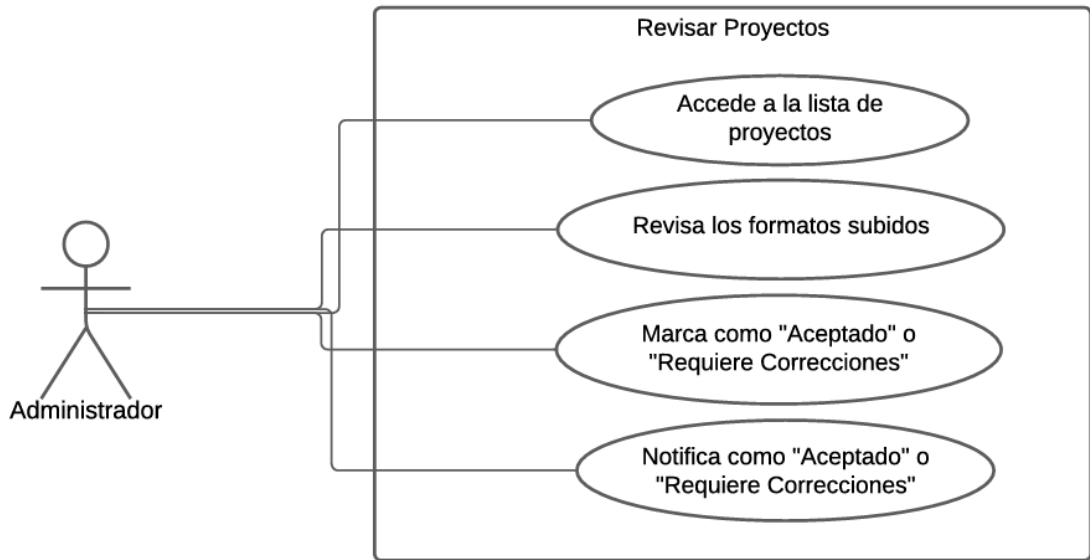 Revisar Proyectos
Accede a la lista de
proyectos
Revisa los formatos subidos
Marca como "Aceptado" o
"Requiere Correcciones"
Administrador
Notifica como "Aceptado" o
"Requiere Correcciones"